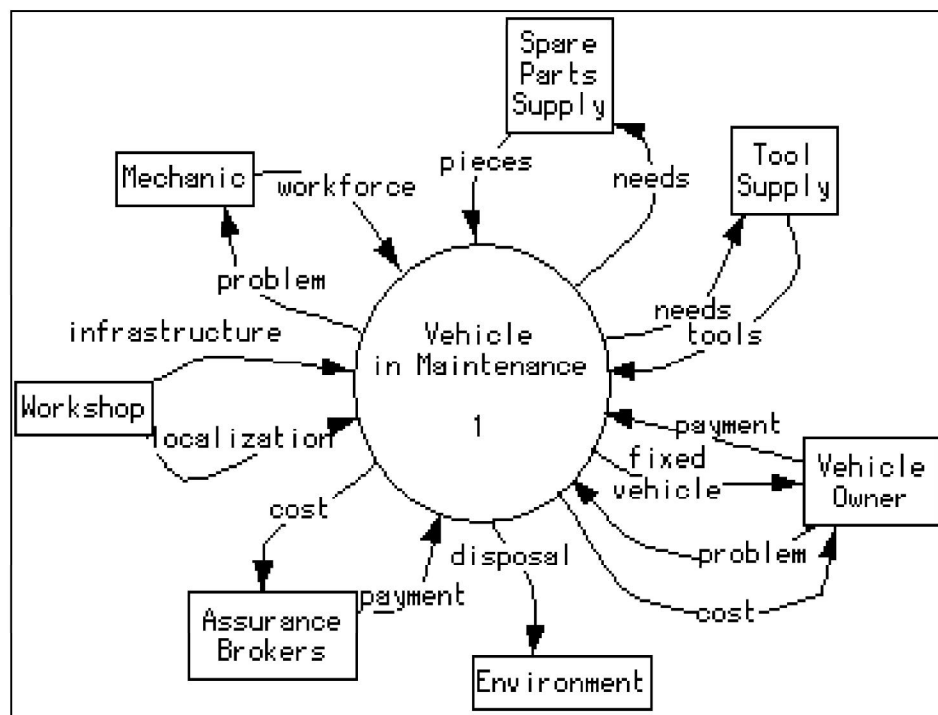 Spare
Parts
Supply
Tool
Supply
Mechanic
pieces
needs
workforce
problem
needs
tools
infrastructure
Vehicle
in Maintenance
1
Workshop
localization
payment
fixed
vehicle
Vehicle
Owner
cost
disposal
problem
payment
cost
Assurance
Brokers
Environment